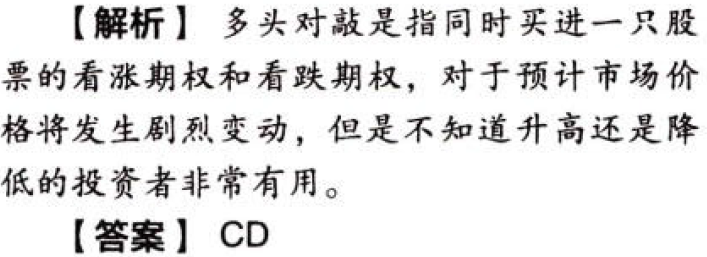 【解析】 多头对敲是指同时买进一只股
票的看涨期权和看跌期权，对于预计市场价
格将发生剧烈变动，但是不知道升高还是降
低的投资者非常有用。
【答案】 CD